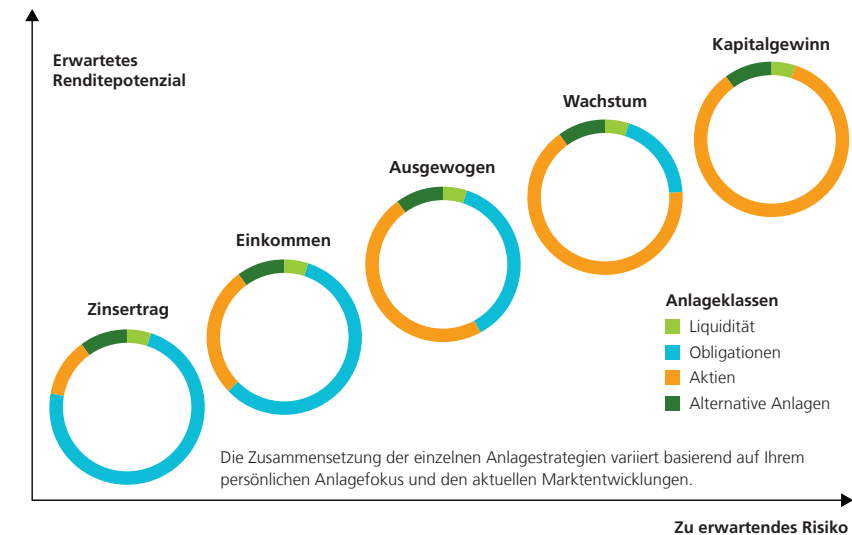 Erwartetes
Renditepotenzial
Kapitalgewinn
Wachstum
Ausgewogen
Einkommen
Zinsertrag
Anlageklassen
Liquidität
Obligationen
Aktien
Alternative Anlagen
Die Zusammensetzung der einzelnen Anlagestrategien variiert basierend auf Ihrem
persönlichen Anlagefokus und den aktuellen Marktentwicklungen.
Zu erwartendes Risiko